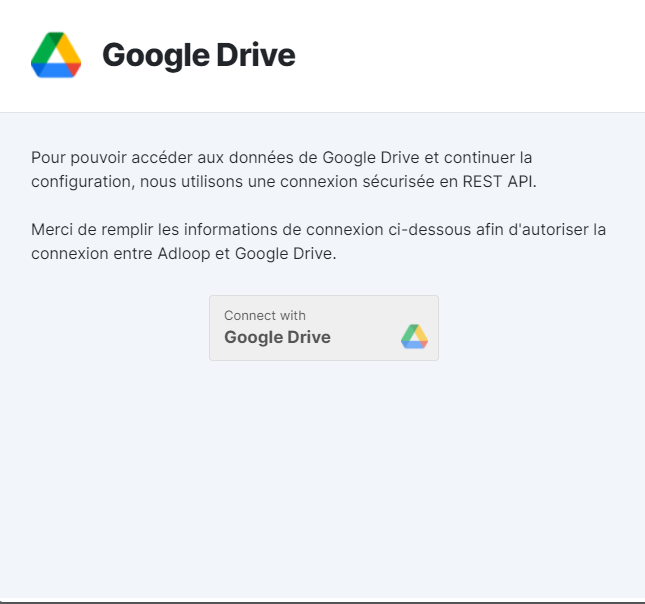 Google Drive
Pour pouvoir accéder aux données de Google Drive et continuer la
configuration, nous utilisons une connexion sécurisée en REST API.
Merci de remplir les informations de connexion ci-dessous afin d'autoriser la
connexion entre Adloop et Google Drive.
Connect with
Google Drive